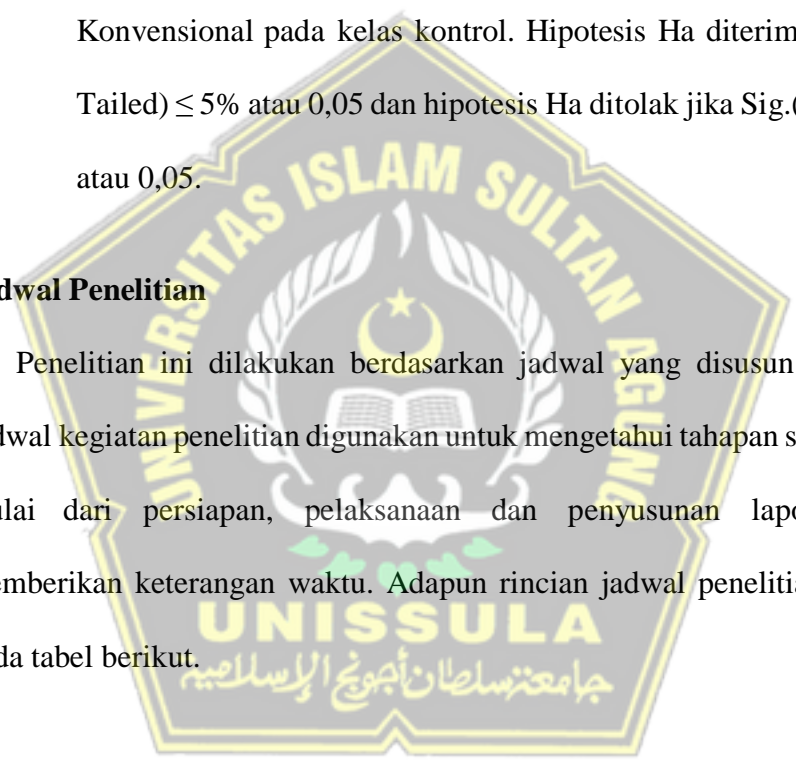 Konvensional pada kelas kontrol. Hipotesis Ha diterim
Tailed) ≤ 5% atau 0,05 dan hipotesis Ha ditolak jika Sig.(
atau 0,05.
dwal Penelitian
Penelitian ini dilakukan berdasarkan jadwal yang disusun
dwal kegiatan penelitian digunakan untuk mengetahui tahapan s
ulai dari persiapan, pelaksanaan dan penyusunan lapo
emberikan keterangan waktu. Adapun rincian jadwal penelitia
da tabel berikut.
UNIVERSITAS ISLAM SULTAN AGUNG
UNISSULA
جامعتنسلطان أجونج الإسلامية